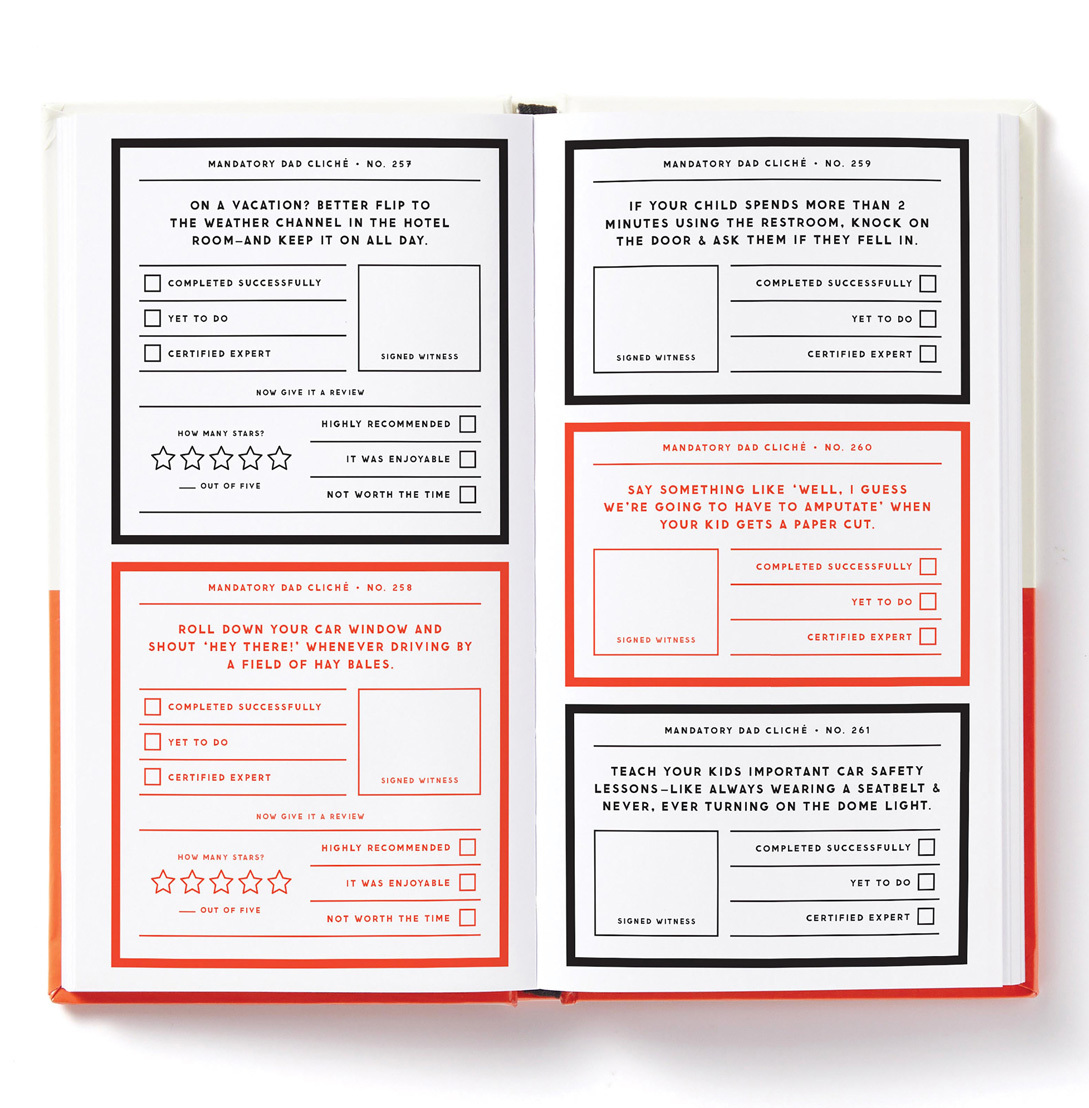 MANDATORY DAD CLICHÉ • NO. 257
ON A VACATION? BETTER FLIP TO
THE WEATHER CHANNEL IN THE HOTEL
ROOM—AND KEEP IT ON ALL DAY.
COMPLETED SUCCESSFULLY
YET TO DO
CERTIFIED EXPERT
SIGNED WITNESS
NOW GIVE IT A REVIEW
HOW MANY STARS?
___ OUT OF FIVE
HIGHLY RECOMMENDED
IT WAS ENJOYABLE
NOT WORTH THE TIME
MANDATORY DAD CLICHÉ • NO. 258
ROLL DOWN YOUR CAR WINDOW AND
SHOUT ‘HEY THERE!’ WHENEVER DRIVING BY
A FIELD OF HAY BALES.
COMPLETED SUCCESSFULLY
YET TO DO
CERTIFIED EXPERT
SIGNED WITNESS
NOW GIVE IT A REVIEW
HOW MANY STARS?
___ OUT OF FIVE
HIGHLY RECOMMENDED
IT WAS ENJOYABLE
NOT WORTH THE TIME
MANDATORY DAD CLICHÉ • NO. 259
IF YOUR CHILD SPENDS MORE THAN 2
MINUTES USING THE RESTROOM, KNOCK ON
THE DOOR & ASK THEM IF THEY FELL IN.
SIGNED WITNESS
COMPLETED SUCCESSFULLY
YET TO DO
CERTIFIED EXPERT
MANDATORY DAD CLICHÉ • NO. 260
SAY SOMETHING LIKE ‘WELL, I GUESS
WE’RE GOING TO HAVE TO AMPUTATE’ WHEN
YOUR KID GETS A PAPER CUT.
SIGNED WITNESS
COMPLETED SUCCESSFULLY
YET TO DO
CERTIFIED EXPERT
MANDATORY DAD CLICHÉ • NO. 261
TEACH YOUR KIDS IMPORTANT CAR SAFETY
LESSONS—LIKE ALWAYS WEARING A SEATBELT &
NEVER, EVER TURNING ON THE DOME LIGHT.
SIGNED WITNESS
COMPLETED SUCCESSFULLY
YET TO DO
CERTIFIED EXPERT